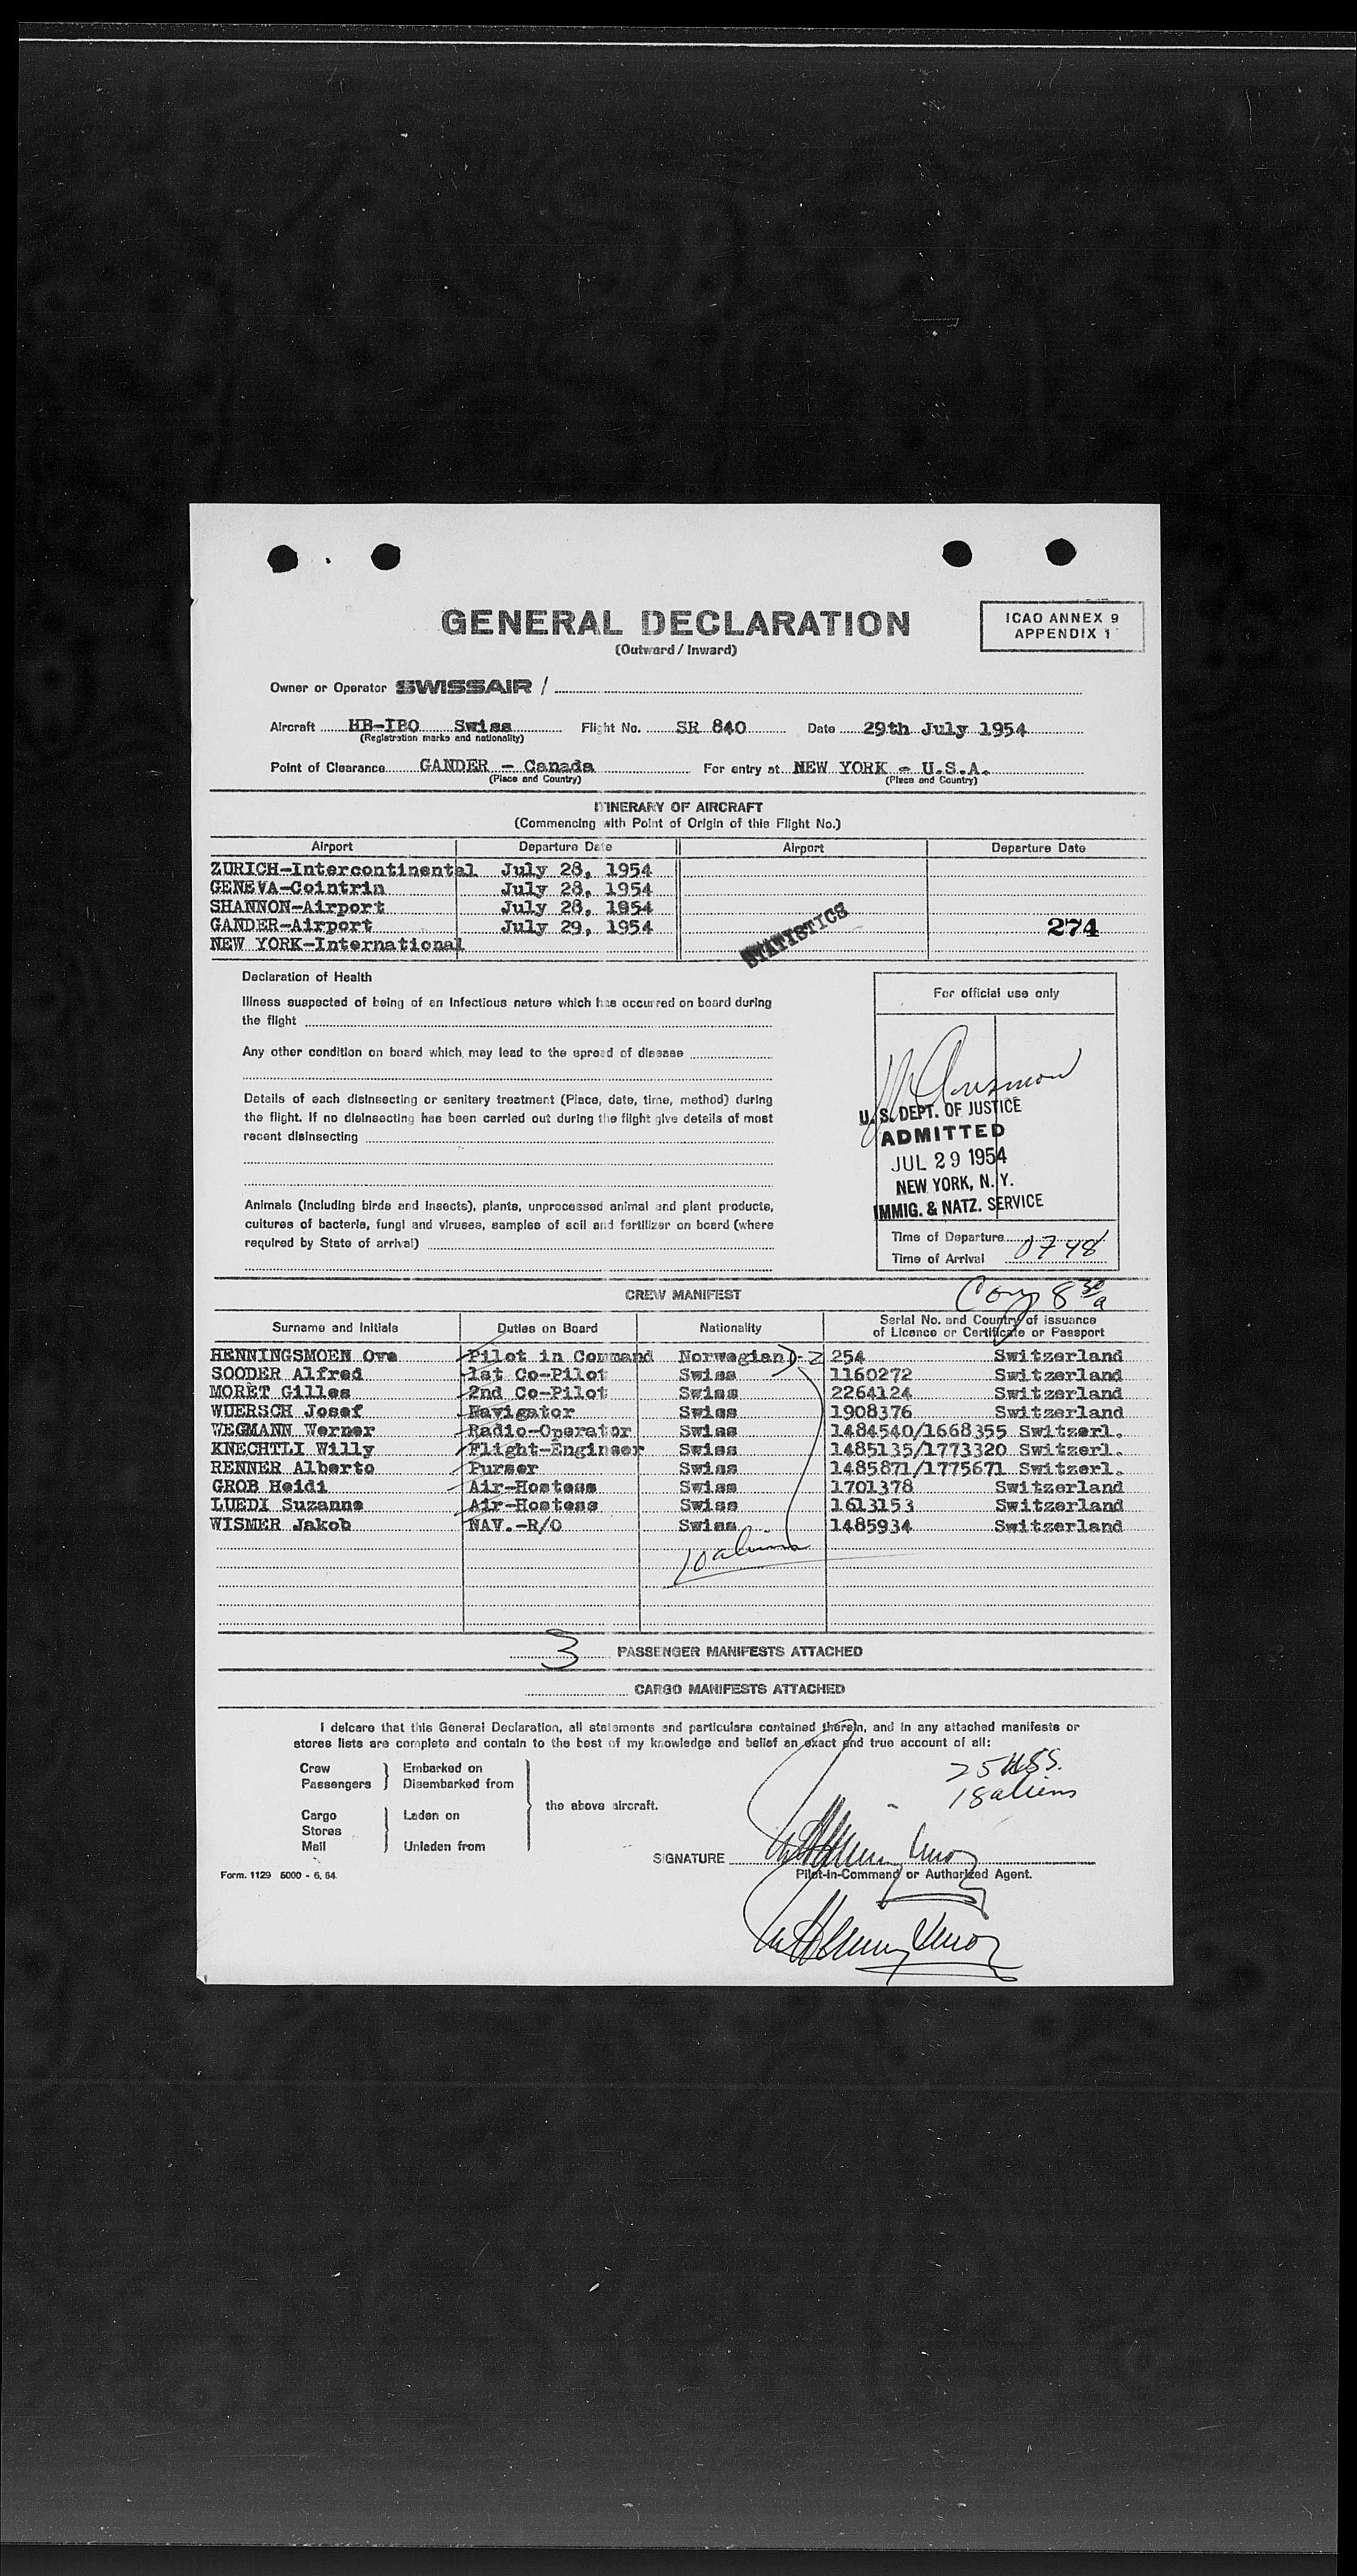 GENERAL DECLARATION
(Outward / Inward)
ICAO ANNEX 9
APPENDIX 1
Owner or Operator SWISSAIR /
Aircraft HB-IBO Swiss Flight No. SR 840 Date 29th July 1954
(Registration marks and nationality)
Point of Clearance GANDER - Canada For entry at NEW YORK - U.S.A.
(Place and Country) (Place and Country)
ITINERARY OF AIRCRAFT
(Commencing with Point of Origin of this Flight No.)
Airport Departure Date Airport Departure Date
ZURICH-Intercontinental July 28, 1954
GENEVA-Cointrin July 28, 1954
SHANNON-Airport July 28, 1954
GANDER-Airport July 29, 1954 274
NEW YORK-International
STATISTICS
Declaration of Health
Illness suspected of being of an infectious nature which has occurred on board during
the flight
Any other condition on board which may lead to the spread of disease
Details of each disinsecting or sanitary treatment (Place, date, time, method) during
the flight. If no disinsecting has been carried out during the flight give details of most
recent disinsecting
Animals (including birds and insects), plants, unprocessed animal and plant products,
cultures of bacteria, fungi and viruses, samples of soil and fertilizer on board (where
required by State of arrival)
For official use only
U.S. DEPT. OF JUSTICE
ADMITTED
JUL 29 1954
NEW YORK, N.Y.
IMMIG. & NATZ. SERVICE
Time of Departure
Time of Arrival 0748
CREW MANIFEST
8 30 a
Surname and Initials Duties on Board Nationality Serial No. and Country of issuance
of Licence or Certificate or Passport
HENNINGSMOEN Ove Pilot in Command Norwegian D-2 254 Switzerland
SOODER Alfred 1st Co-Pilot Swiss 1160272 Switzerland
MORET Gilles 2nd Co-Pilot Swiss 2264124 Switzerland
WUERSCH Josef Navigator Swiss 1908376 Switzerland
WEGMANN Werner Radio-Operator Swiss 1484540/1668355 Switzerl.
KNECHTLI Willy Flight-Engineer Swiss 1485135/1773320 Switzerl.
RENNER Alberto Purser Swiss 1485871/1775671 Switzerl.
GROB Heidi Air-Hostess Swiss 1701378 Switzerland
LUEDI Suzanne Air-Hostess Swiss 1613153 Switzerland
WISMER Jakob NAV.-R/O Swiss 1485934 Switzerland
10 aliens
3 PASSENGER MANIFESTS ATTACHED
CARGO MANIFESTS ATTACHED
I delcare that this General Declaration, all statements and particulars contained therein, and in any attached manifests or
stores lists are complete and contain to the best of my knowledge and belief an exact and true account of all:
Crew Embarked on
Passengers Disembarked from
the above aircraft.
Cargo Laden on
Stores
Mail Unladen from
18 aliens
SIGNATURE
Pilot-in-Command or Authorized Agent.
Form. 1129 5000 - 6. 54.